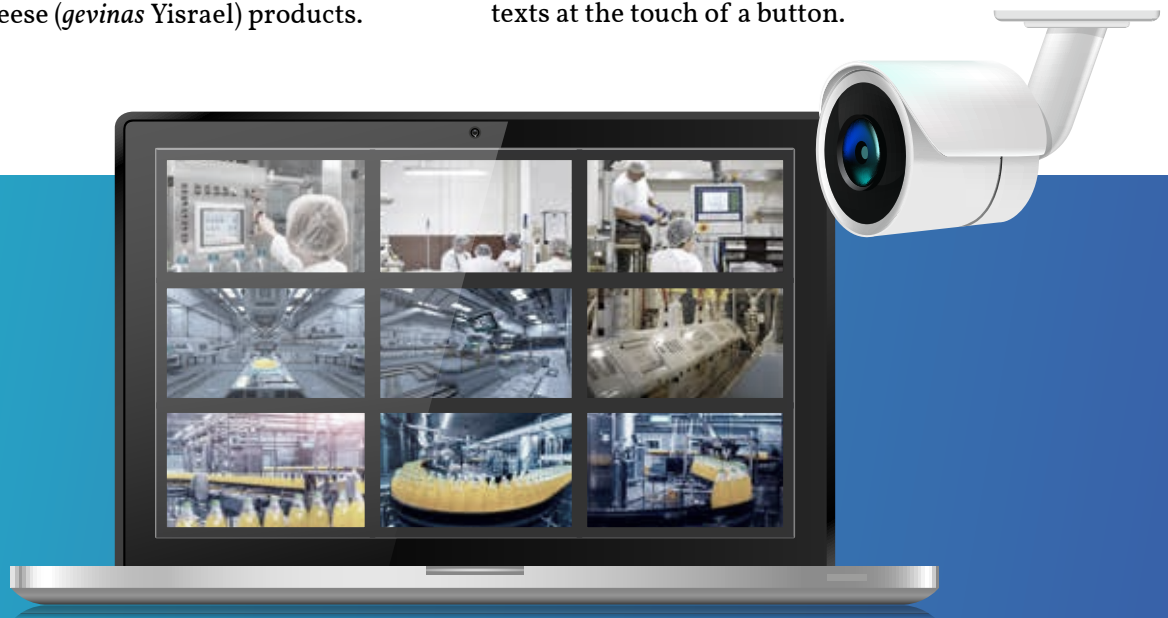 eese (gevinas Yisrael) products.
texts at the touch of a button.